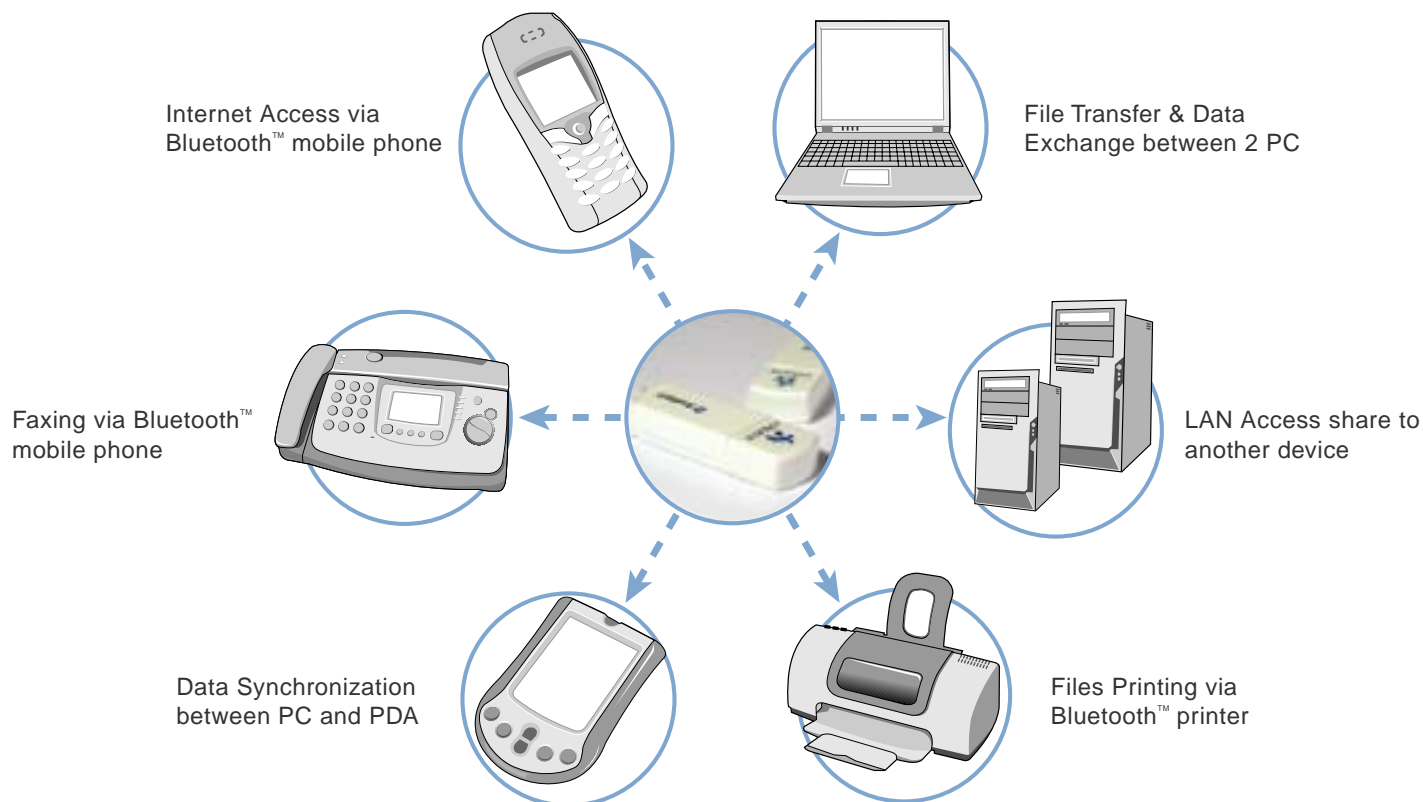 Internet Access via
Bluetooth™ mobile phone
File Transfer & Data
Exchange between 2 PC
Faxing via Bluetooth™
mobile phone
LAN Access share to
another device
Data Synchronization
between PC and PDA
Files Printing via
Bluetooth™ printer